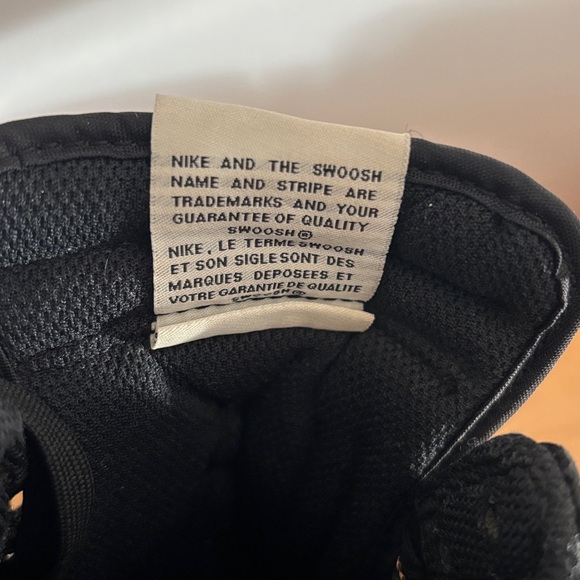 NIKE AND THE SWOOSH
NAME AND STRIPE ARE
TRADEMARKS AND YOUR
GUARANTEE OF QUALITY
SWOOSH®
NIKE, LE TERME SWOOSH
ET SON SIGLE SONT DES
MARQUES DEPOSEES ET
VOTRE GARANTIE DE QUALITE
SWOOSH®